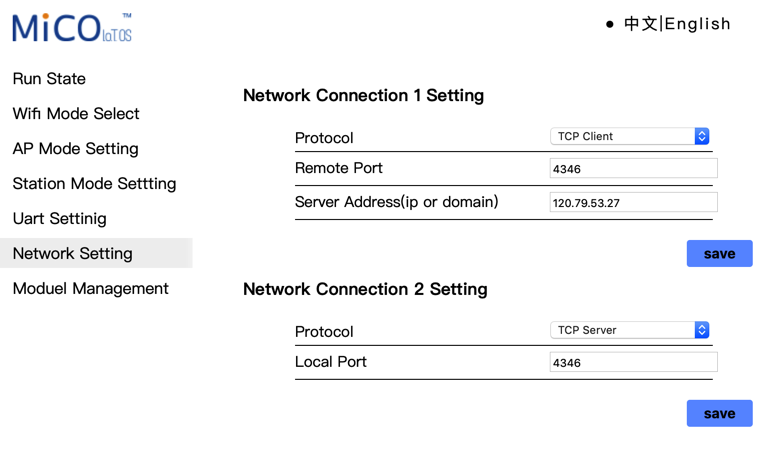 MiCO IoTOS ™
● 中文|English
Run State
Wifi Mode Select
AP Mode Setting
Station Mode Settting
Uart Settinig
Network Setting
Moduel Management
Network Connection 1 Setting
Protocol TCP Client
Remote Port 4346
Server Address(ip or domain) 120.79.53.27
save
Network Connection 2 Setting
Protocol TCP Server
Local Port 4346
save